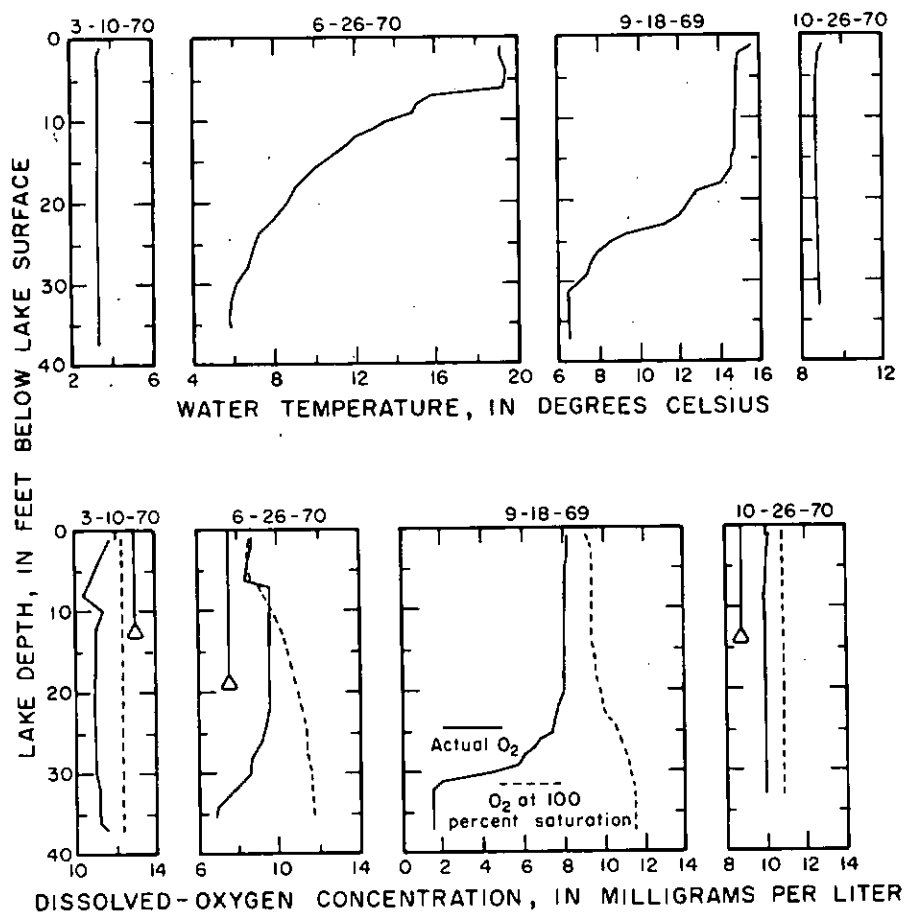 3-10-70 6-26-70 9-18-69 10-26-70
0
10
20
30
40
2 6 4 8 12 16 20 6 8 10 12 14 16 8 12
WATER TEMPERATURE, IN DEGREES CELSIUS
LAKE DEPTH, IN FEET BELOW LAKE SURFACE
3-10-70 6-26-70 9-18-69 10-26-70
0
10
20
30
40
Actual O₂
O₂ at 100
percent saturation
10 14 6 10 14 0 2 4 6 8 10 12 14 8 10 12 14
DISSOLVED-OXYGEN CONCENTRATION, IN MILLIGRAMS PER LITER